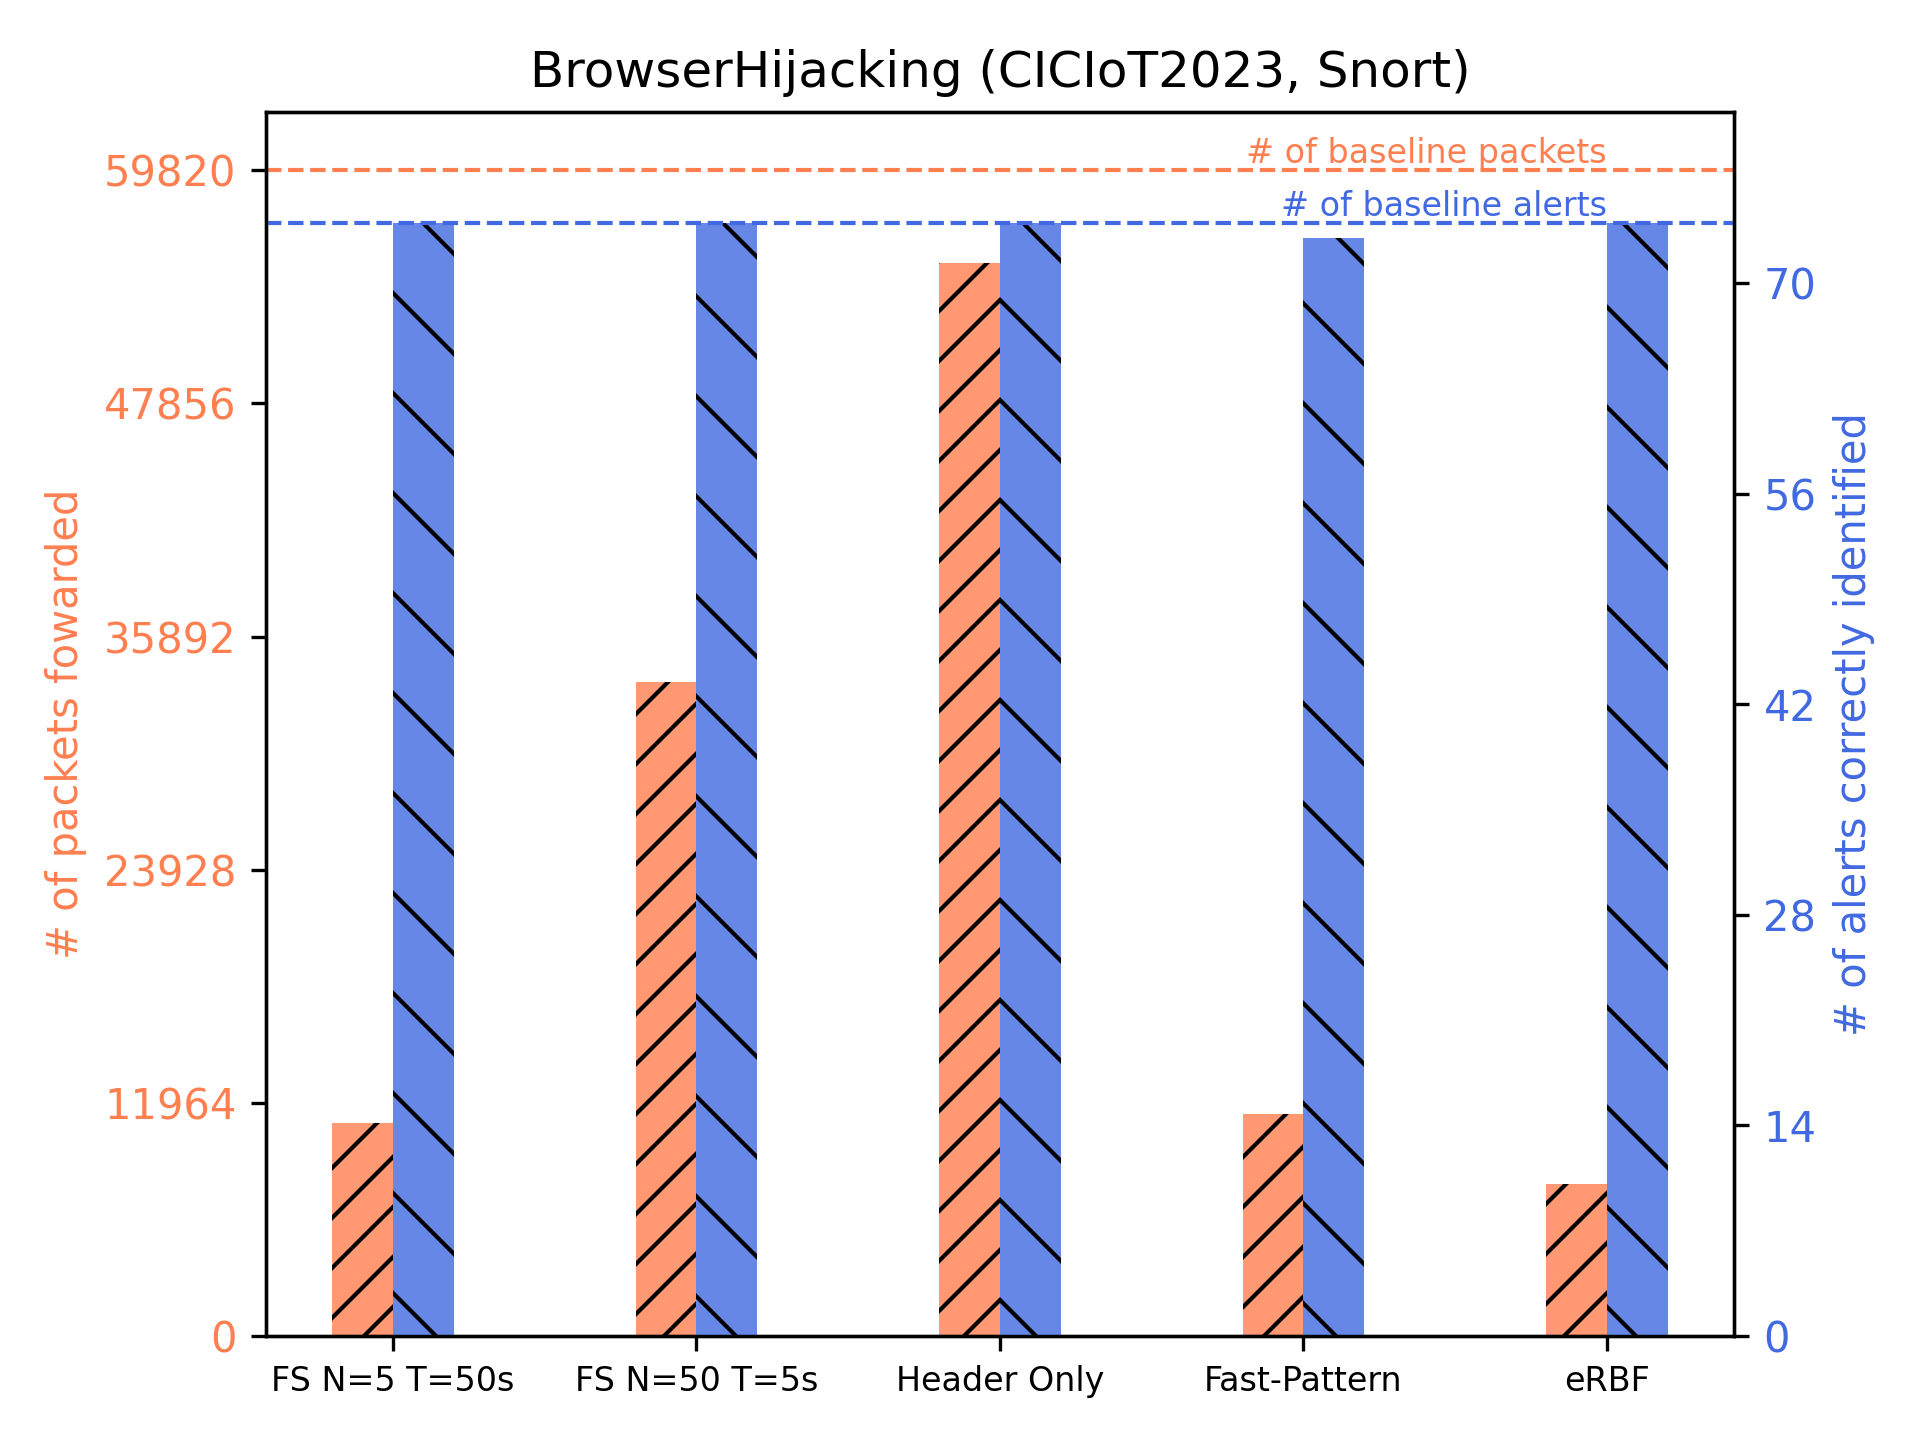 BrowserHijacking (CICIoT2023, Snort)
# of baseline packets
# of baseline alerts
59820
47856
35892
23928
11964
0
# of packets fowarded
70
56
42
28
14
0
# of alerts correctly identified
FS N=5 T=50s
FS N=50 T=5s
Header Only
Fast-Pattern
eRBF